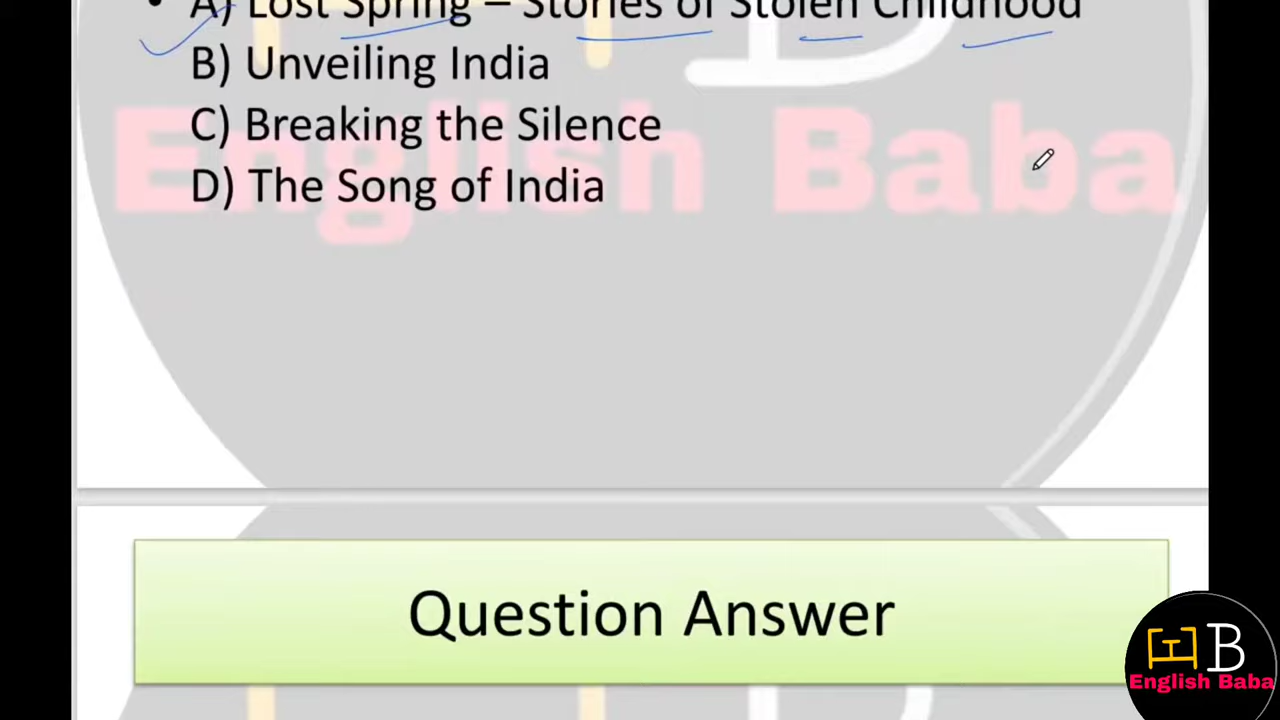 • A) Lost Spring – Stories of Stolen Childhood
B) Unveiling India
C) Breaking the Silence
D) The Song of India
English Baba
Question Answer
B
English Baba